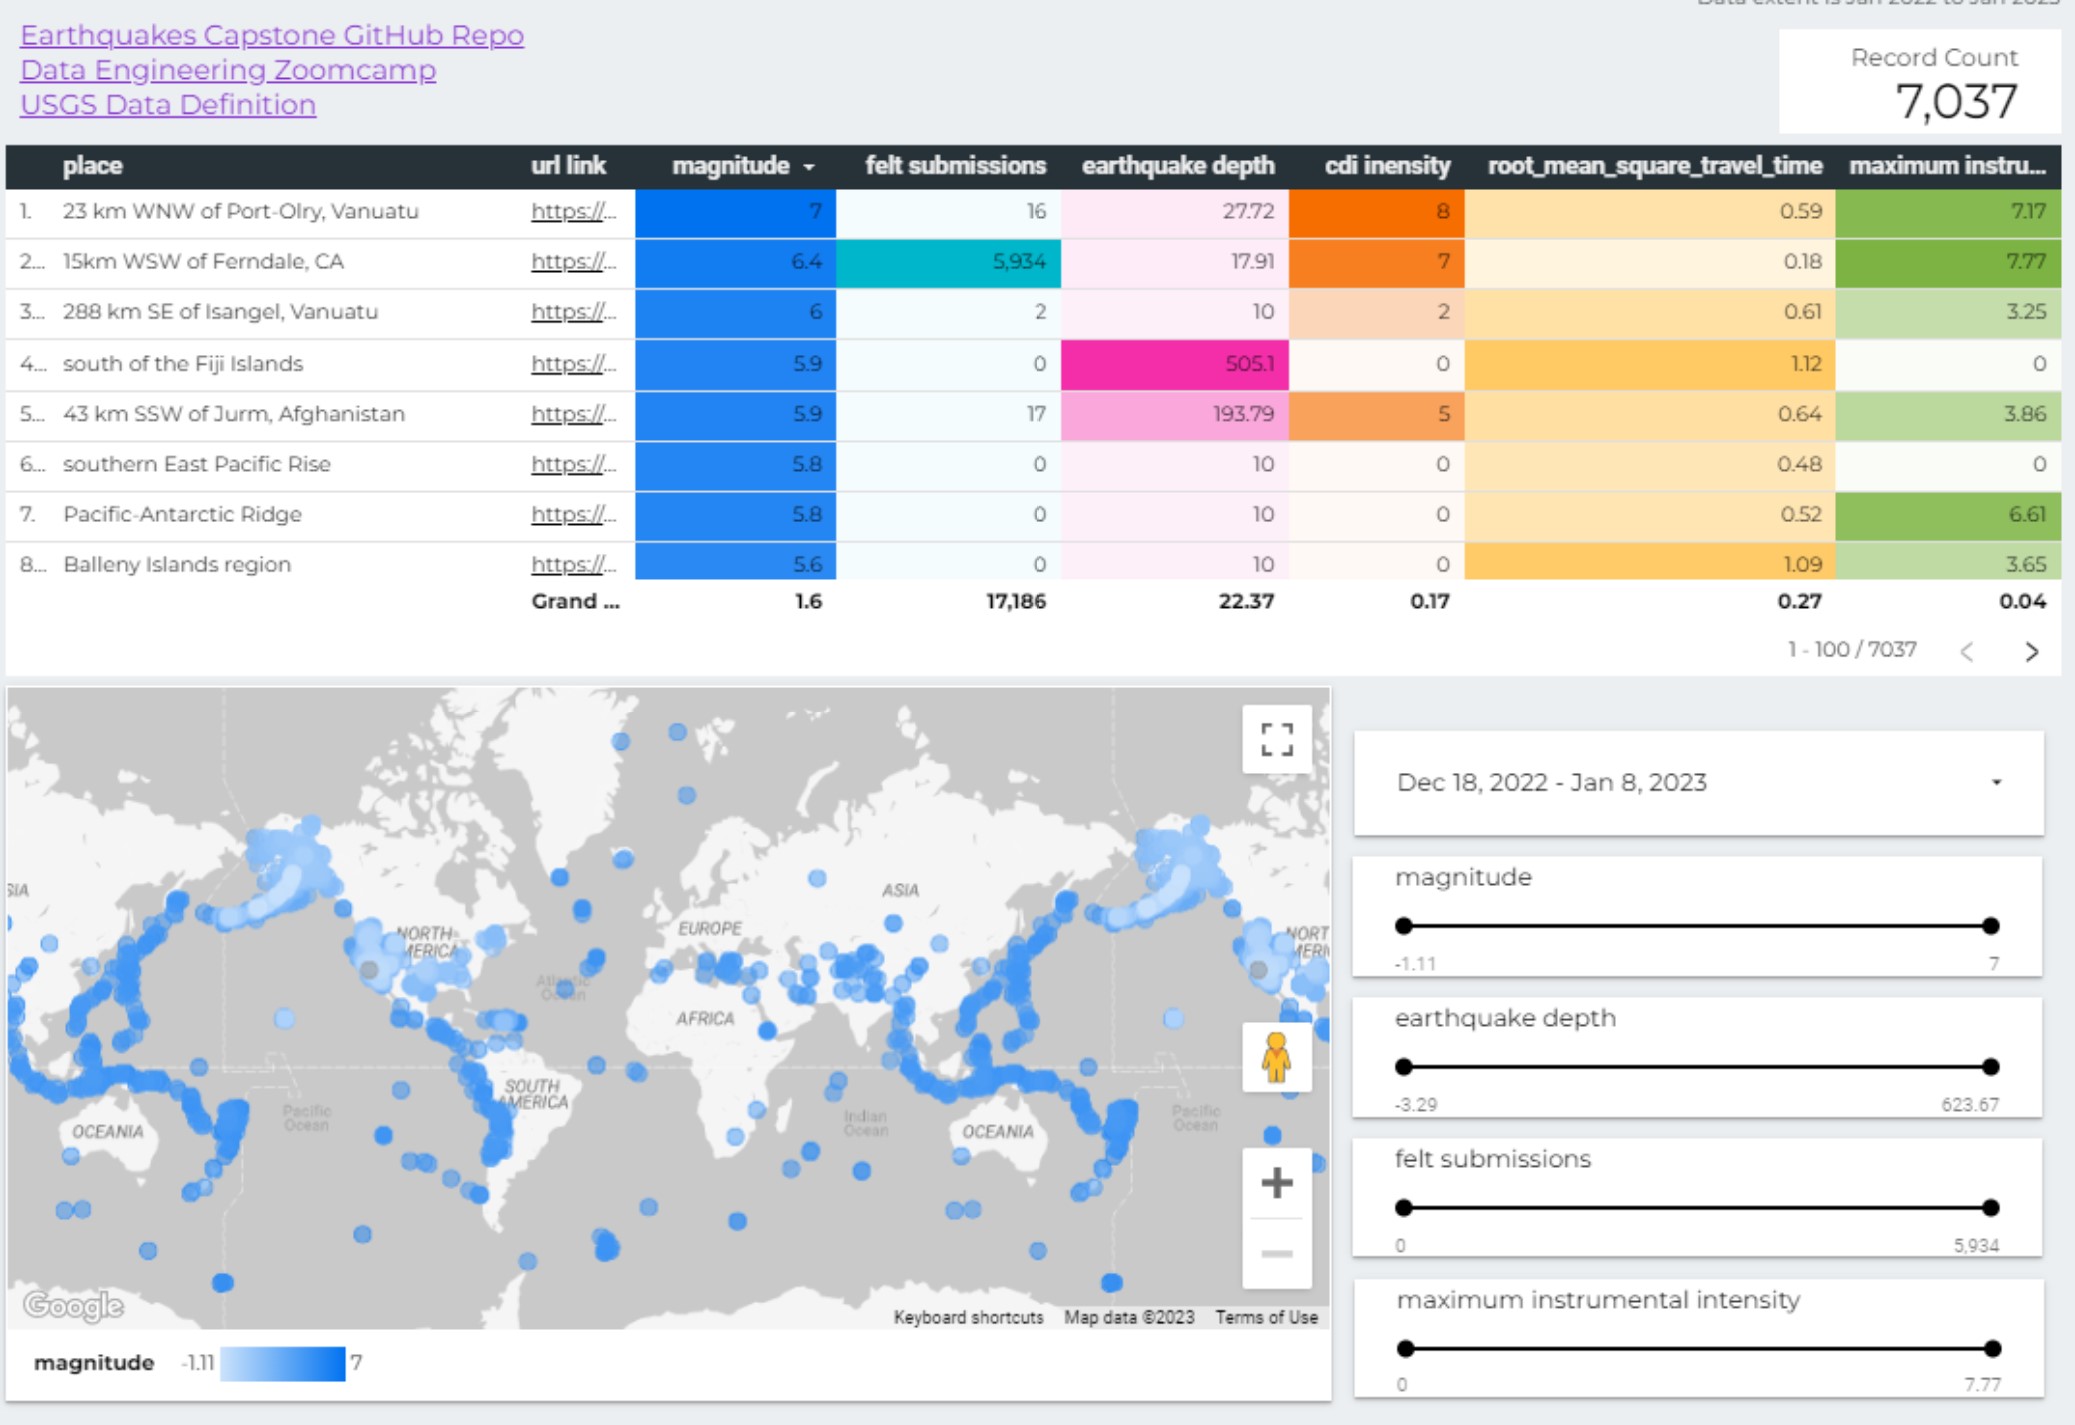 Data extent is Jan 2022 to Jan 2023
Earthquakes Capstone GitHub Repo
Data Engineering Zoomcamp
USGS Data Definition
Record Count
7,037
place url link magnitude felt submissions earthquake depth cdi inensity root_mean_square_travel_time maximum instru...
1. 23 km WNW of Port-Olry, Vanuatu https://... 7 16 27.72 8 0.59 7.17
2... 15km WSW of Ferndale, CA https://... 6.4 5,934 17.91 7 0.18 7.77
3... 288 km SE of Isangel, Vanuatu https://... 6 2 10 2 0.61 3.25
4... south of the Fiji Islands https://... 5.9 0 505.1 0 1.12 0
5... 43 km SSW of Jurm, Afghanistan https://... 5.9 17 193.79 5 0.64 3.86
6... southern East Pacific Rise https://... 5.8 0 10 0 0.48 0
7. Pacific-Antarctic Ridge https://... 5.8 0 10 0 0.52 6.61
8... Balleny Islands region https://... 5.6 0 10 0 1.09 3.65
Grand ... 1.6 17,186 22.37 0.17 0.27 0.04
1 - 100 / 7037 < >
SIA
NORTH
AMERICA
Atlantic
Ocean
EUROPE
ASIA
AFRICA
NORT
MERI
SOUTH
AMERICA
OCEANIA
Pacific
Ocean
Indian
Ocean
OCEANIA
Pacific
Ocean
Google
Keyboard shortcuts Map data ©2023 Terms of Use
magnitude -1.11 7
Dec 18, 2022 - Jan 8, 2023
magnitude
-1.11 7
earthquake depth
-3.29 623.67
felt submissions
0 5,934
maximum instrumental intensity
0 7.77